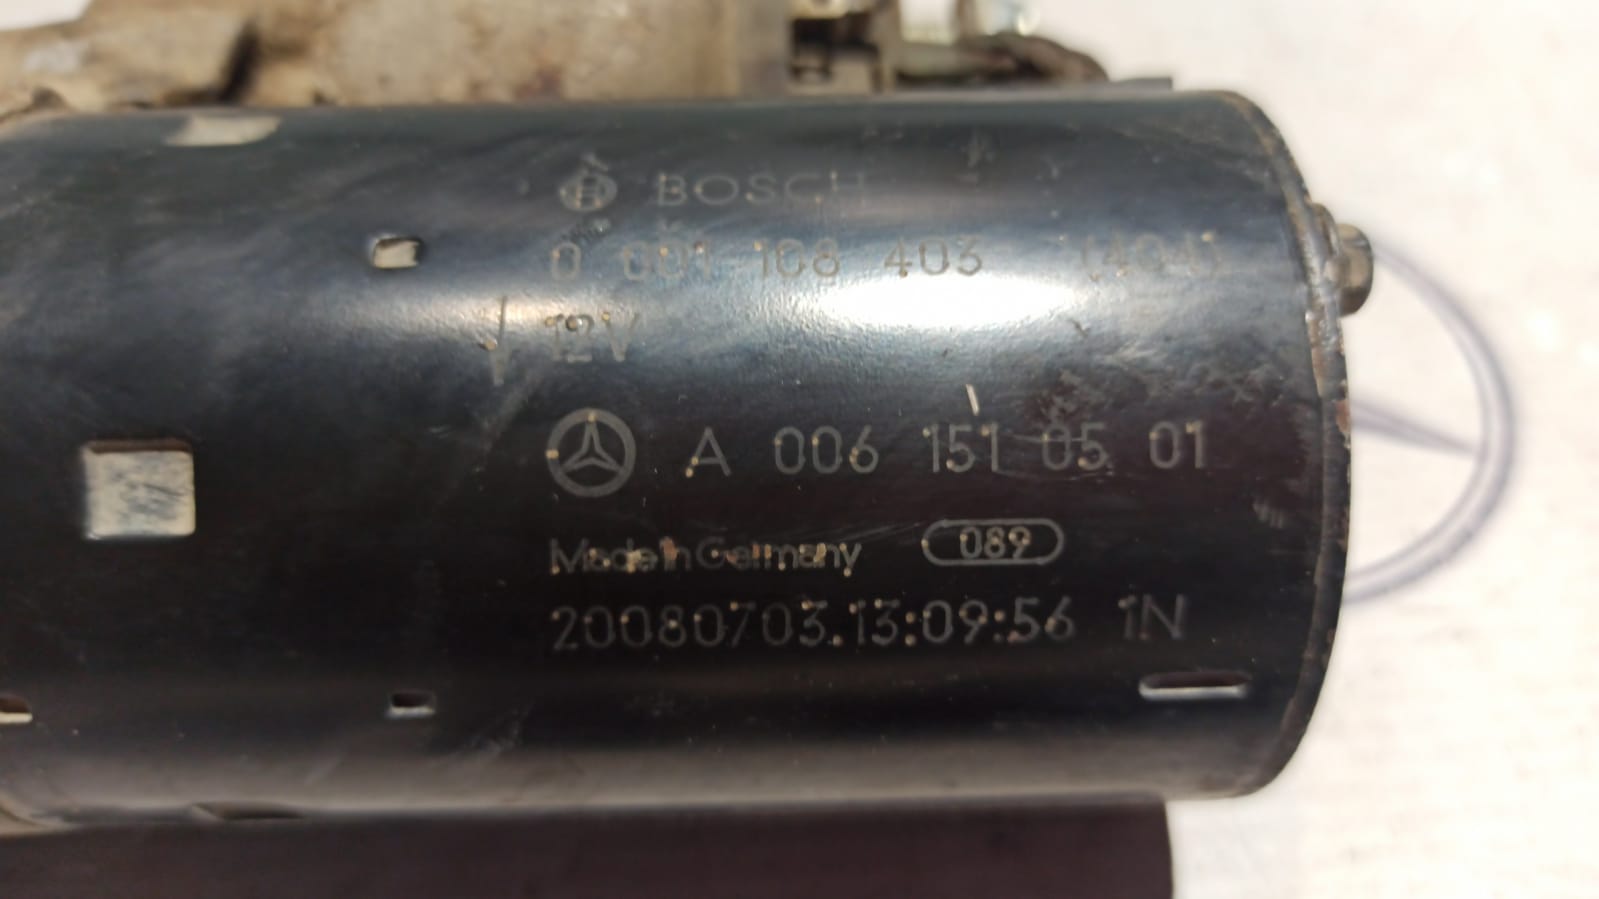 BOSCH
0 001 108 403 (404)
12V
A 006 151 05 01
Made in Germany 089
20080703.13:09:56 1N